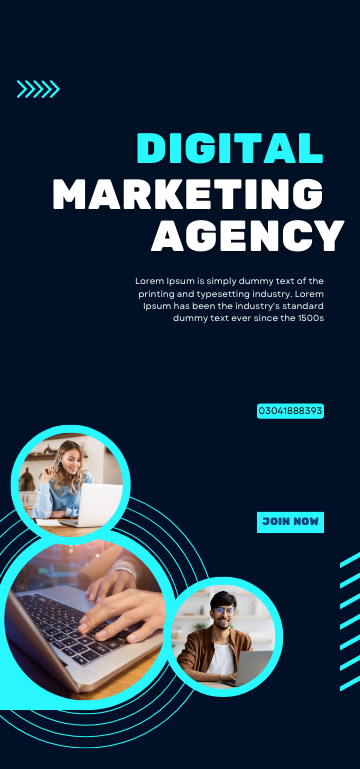 DIGITAL
MARKETING
AGENCY
Lorem Ipsum is simply dummy text of the
printing and typesetting industry. Lorem
Ipsum has been the industry's standard
dummy text ever since the 1500s
03041888393
JOIN NOW